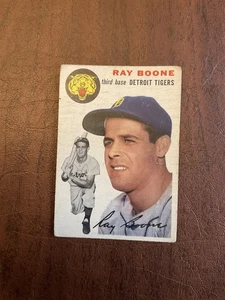 RAY BOONE
third base DETROIT TIGERS
Ray Boone